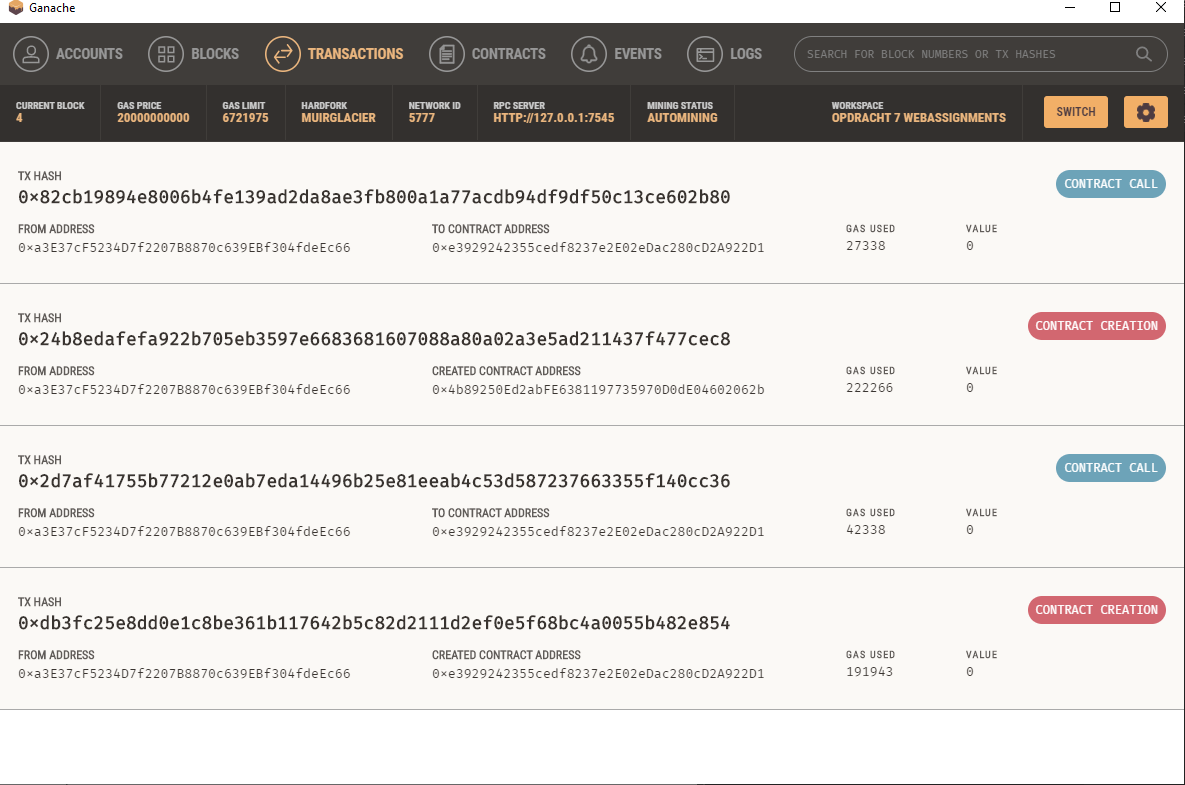 Ganache
ACCOUNTS BLOCKS TRANSACTIONS CONTRACTS EVENTS LOGS SEARCH FOR BLOCK NUMBERS OR TX HASHES
CURRENT BLOCK GAS PRICE GAS LIMIT HARDFORK NETWORK ID RPC SERVER MINING STATUS WORKSPACE
4 20000000000 6721975 MUIRGLACIER 5777 HTTP://127.0.0.1:7545 AUTOMINING OPDRACHT 7 WEBASSIGNMENTS SWITCH
TX HASH
0×82cb19894e8006b4fe139ad2da8ae3fb800a1a77acdb94df9df50c13ce602b80 CONTRACT CALL
FROM ADDRESS TO CONTRACT ADDRESS GAS USED VALUE
0×a3E37cF5234D7f2207B8870c639EBf304fdeEc66 0×e3929242355cedf8237e2E02eDac280cD2A922D1 27338 0
TX HASH
0×24b8edafefa922b705eb3597e6683681607088a80a02a3e5ad211437f477cec8 CONTRACT CREATION
FROM ADDRESS CREATED CONTRACT ADDRESS GAS USED VALUE
0×a3E37cF5234D7f2207B8870c639EBf304fdeEc66 0×4b89250Ed2abFE6381197735970D0dE04602062b 222266 0
TX HASH
0×2d7af41755b77212e0ab7eda14496b25e81eeab4c53d587237663355f140cc36 CONTRACT CALL
FROM ADDRESS TO CONTRACT ADDRESS GAS USED VALUE
0×a3E37cF5234D7f2207B8870c639EBf304fdeEc66 0×e3929242355cedf8237e2E02eDac280cD2A922D1 42338 0
TX HASH
0×db3fc25e8dd0e1c8be361b117642b5c82d2111d2ef0e5f68bc4a0055b482e854 CONTRACT CREATION
FROM ADDRESS CREATED CONTRACT ADDRESS GAS USED VALUE
0×a3E37cF5234D7f2207B8870c639EBf304fdeEc66 0×e3929242355cedf8237e2E02eDac280cD2A922D1 191943 0